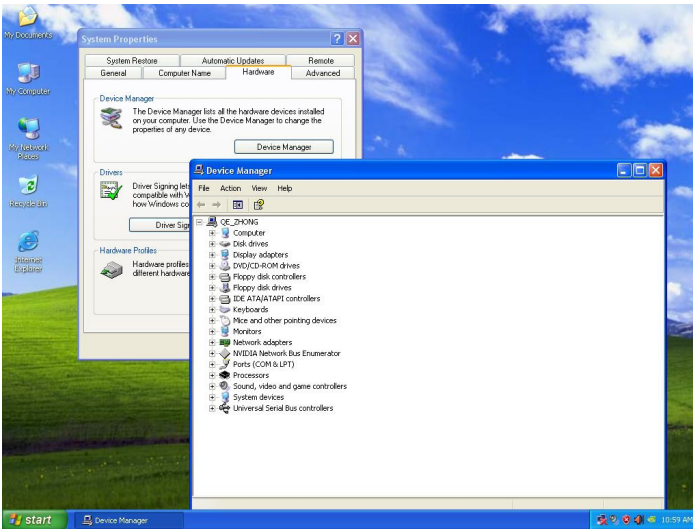 My Documents
My Computer
My Network
Places
Recycle Bin
Internet
Explorer
System Properties
System Restore
Automatic Updates
Remote
General
Computer Name
Hardware
Advanced
Device Manager
The Device Manager lists all the hardware devices installed
on your computer. Use the Device Manager to change the
properties of any device.
Device Manager
Drivers
Driver Signing lets
compatible with W
how Windows co
Driver Sign
Hardware Profiles
Hardware profiles
different hardware
Device Manager
File Action View Help
QE_ZHONG
Computer
Disk drives
Display adapters
DVD/CD-ROM drives
Floppy disk controllers
Floppy disk drives
IDE ATA/ATAPI controllers
Keyboards
Mice and other pointing devices
Monitors
Network adapters
NVIDIA Network Bus Enumerator
Ports (COM & LPT)
Processors
Sound, video and game controllers
System devices
Universal Serial Bus controllers
start
Device Manager
10:59 AM